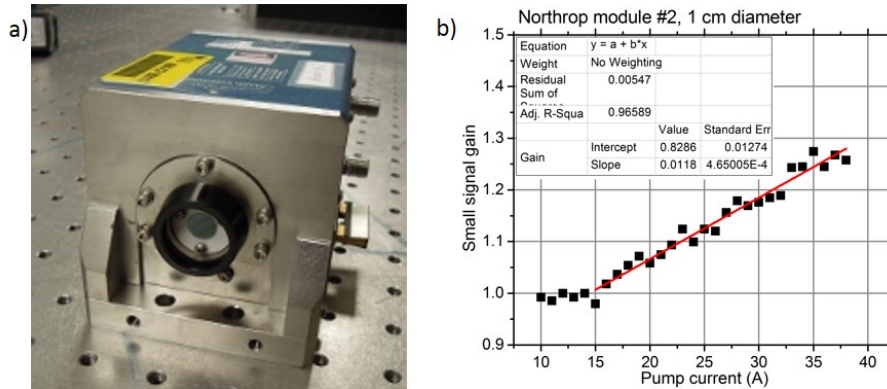 a)
b)
Northrop module #2, 1 cm diameter
Equation y = a + b*x
Weight No Weighting
Residual Sum of 0.00547
Adj. R-Squa 0.96589
Value Standard Err
Gain Intercept 0.8286 0.01274
Slope 0.0118 4.65005E-4
Small signal gain
1.5
1.4
1.3
1.2
1.1
1.0
0.9
10 15 20 25 30 35 40
Pump current (A)